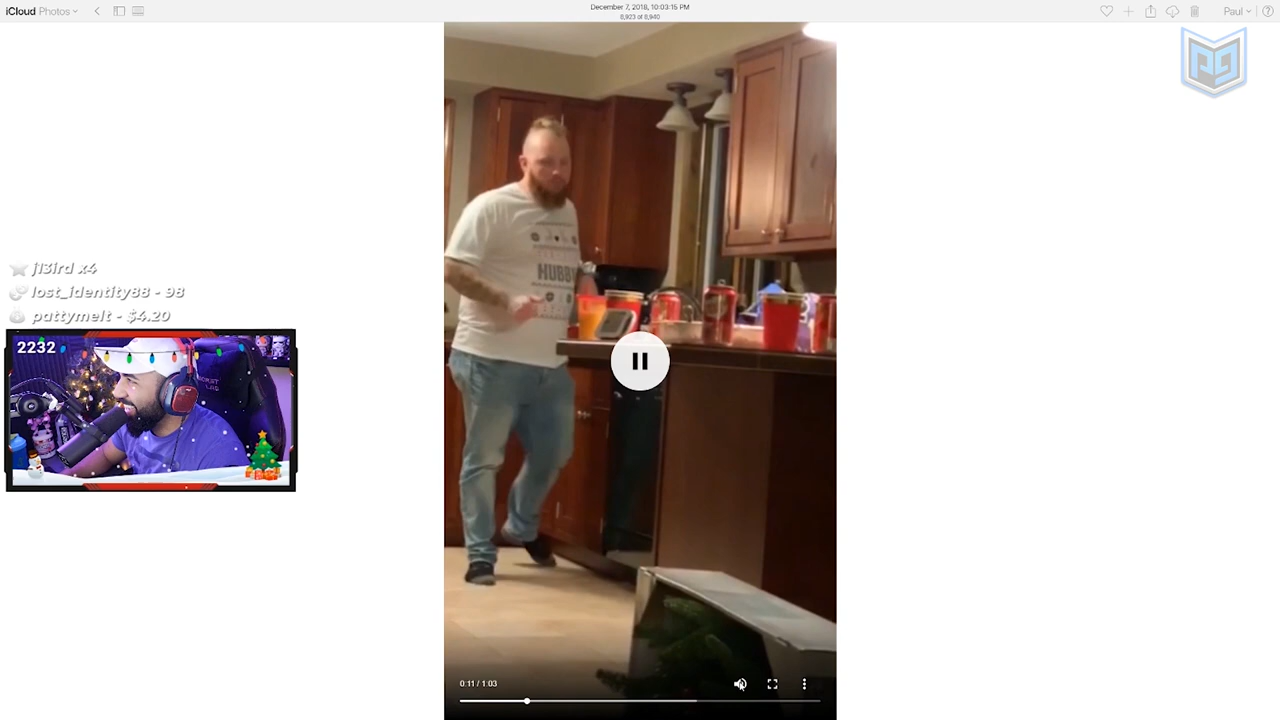 iCloud Photos
December 7, 2018, 10:03:15 PM
8,923 of 8,940
Paul
j13ird x4
lost_identity88 - 98
pattymelt - $4.20
2232
HUBBY
0:11 / 1:03